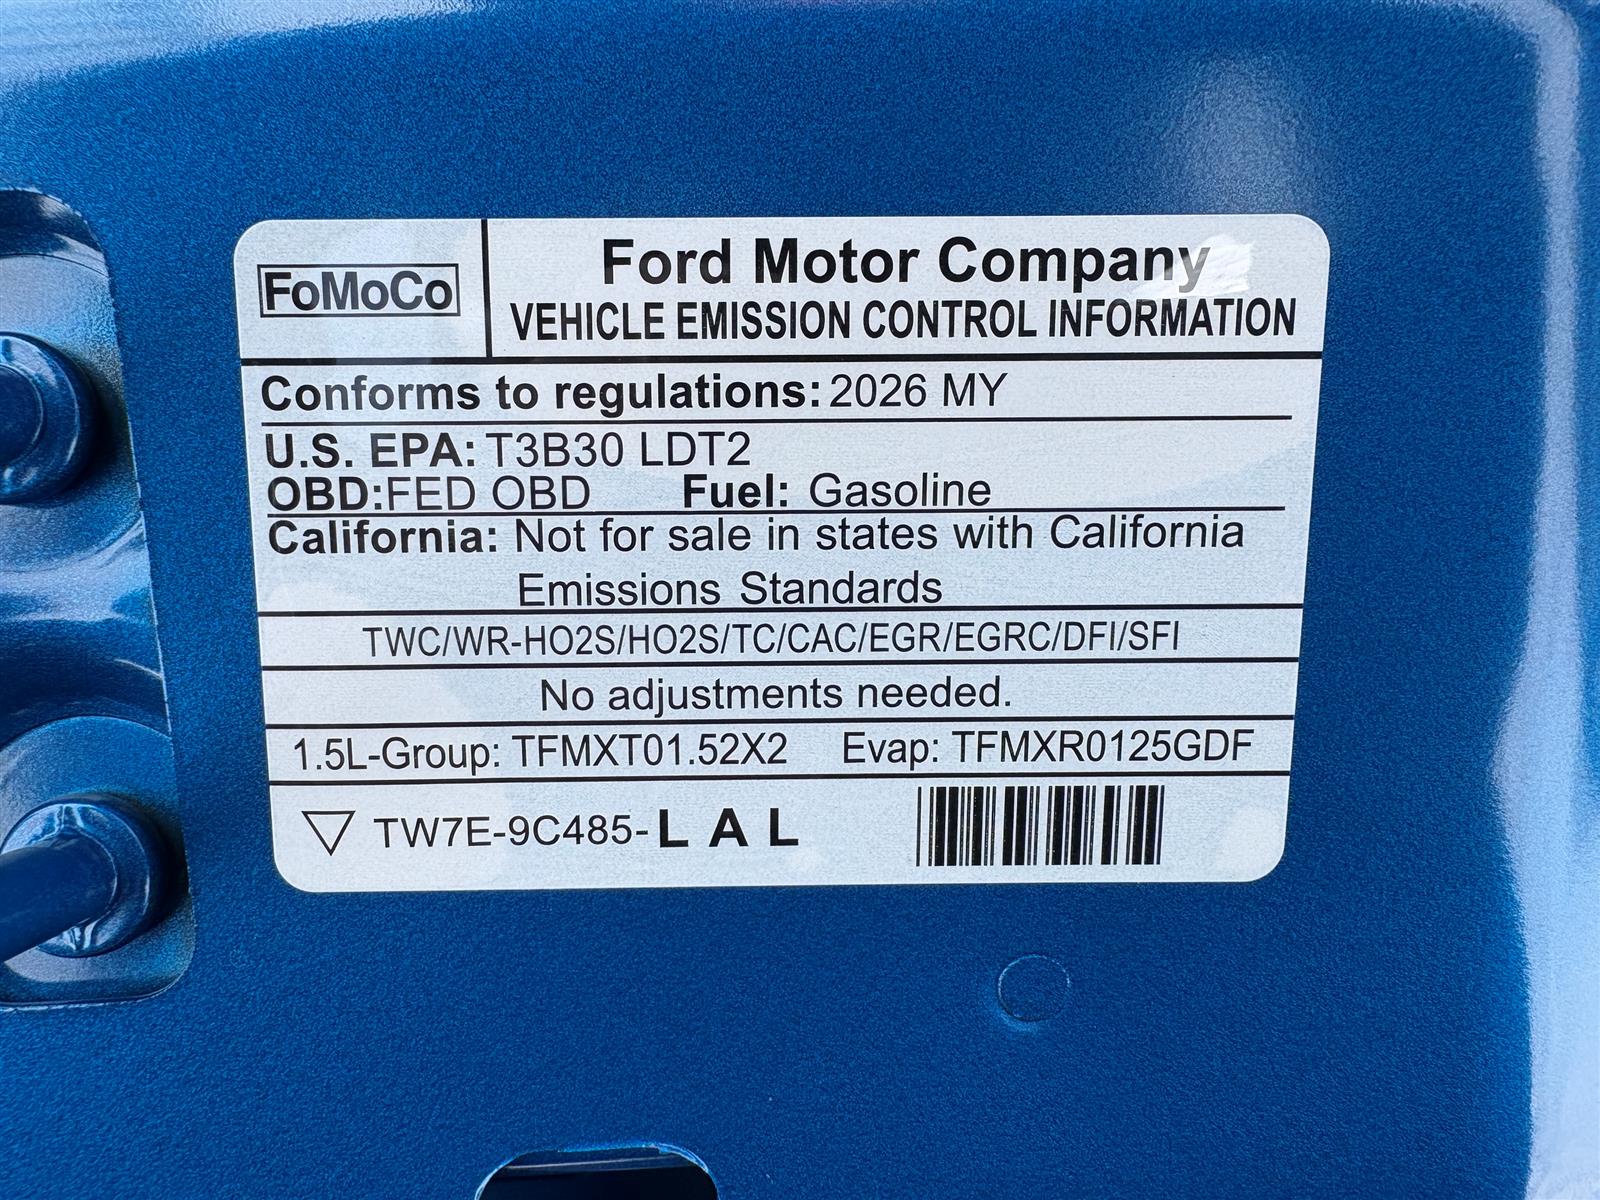 FoMoCo
Ford Motor Company
VEHICLE EMISSION CONTROL INFORMATION
Conforms to regulations: 2026 MY
U.S. EPA: T3B30 LDT2
OBD:FED OBD Fuel: Gasoline
California: Not for sale in states with California
Emissions Standards
TWC/WR-HO2S/HO2S/TC/CAC/EGR/EGRC/DFI/SFI
No adjustments needed.
1.5L-Group: TFMXT01.52X2 Evap: TFMXR0125GDF
TW7E-9C485-L A L